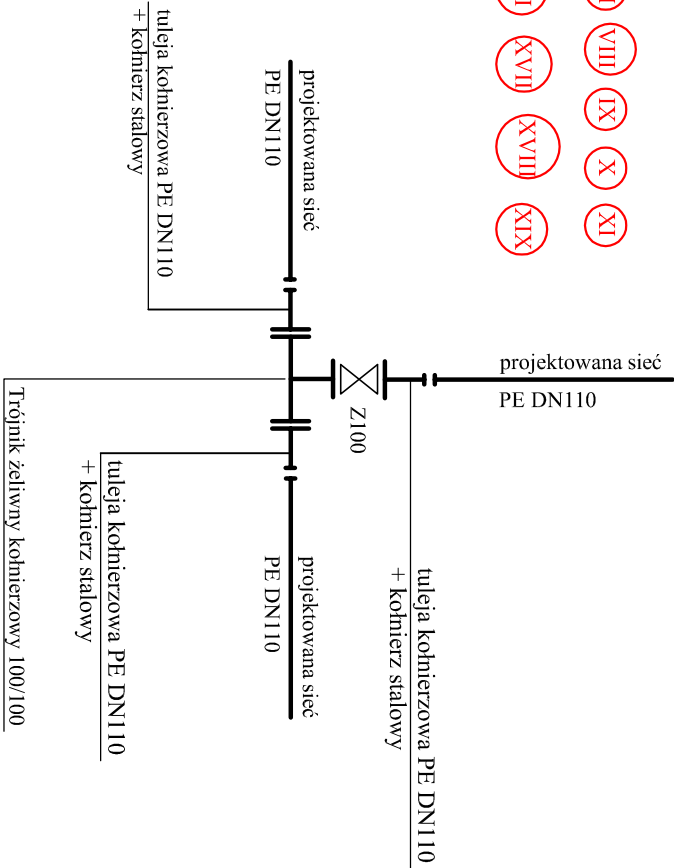 VIII
IX
X
XI
XVII
XVIII
XIX
projektowana sieć
PE DN110
tuleja kołnierzowa PE DN110
+ kołnierz stalowy
projektowana sieć
PE DN110
Z100
tuleja kołnierzowa PE DN110
+ kołnierz stalowy
projektowana sieć
PE DN110
tuleja kołnierzowa PE DN110
+ kołnierz stalowy
Trójnik żeliwny kołnierzowy 100/100